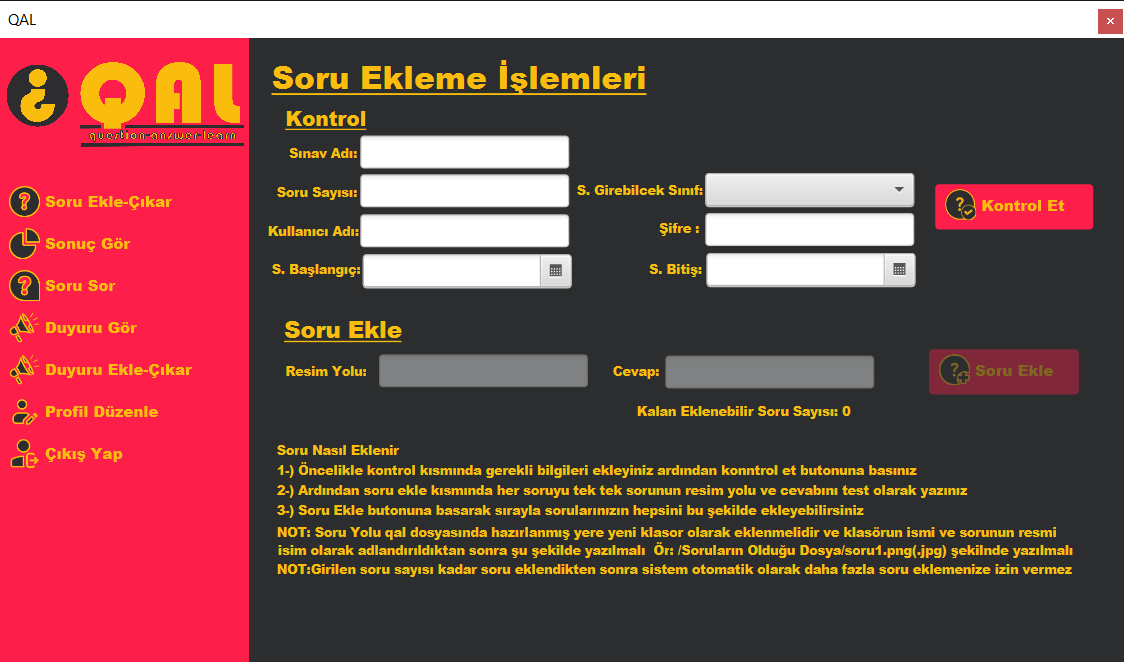 QAL
QAL
question-answer-learn
Soru Ekle-Çıkar
Sonuç Gör
Soru Sor
Duyuru Gör
Duyuru Ekle-Çıkar
Profil Düzenle
Çıkış Yap
Soru Ekleme İşlemleri
Kontrol
Sınav Adı:
Soru Sayısı:
S. Girebilcek Sınıf:
Kontrol Et
Kullanıcı Adı:
Şifre :
S. Başlangıç:
S. Bitiş:
Soru Ekle
Resim Yolu:
Cevap:
Soru Ekle
Kalan Eklenebilir Soru Sayısı: 0
Soru Nasıl Eklenir
1-) Öncelikle kontrol kısmında gerekli bilgileri ekleyiniz ardından konntrol et butonuna basınız
2-) Ardından soru ekle kısmında her soruyu tek tek sorunun resim yolu ve cevabını test olarak yazınız
3-) Soru Ekle butonuna basarak sırayla sorularınızın hepsini bu şekilde ekleyebilirsiniz
NOT: Soru Yolu qal dosyasında hazırlanmış yere yeni klasor olarak eklenmelidir ve klasörün ismi ve sorunun resmi
isim olarak adlandırıldıktan sonra şu şekilde yazılmalı  Ör: /Soruların Olduğu Dosya/soru1.png(.jpg) şekilnde yazılmalı
NOT:Girilen soru sayısı kadar soru eklendikten sonra sistem otomatik olarak daha fazla soru eklemenize izin vermez